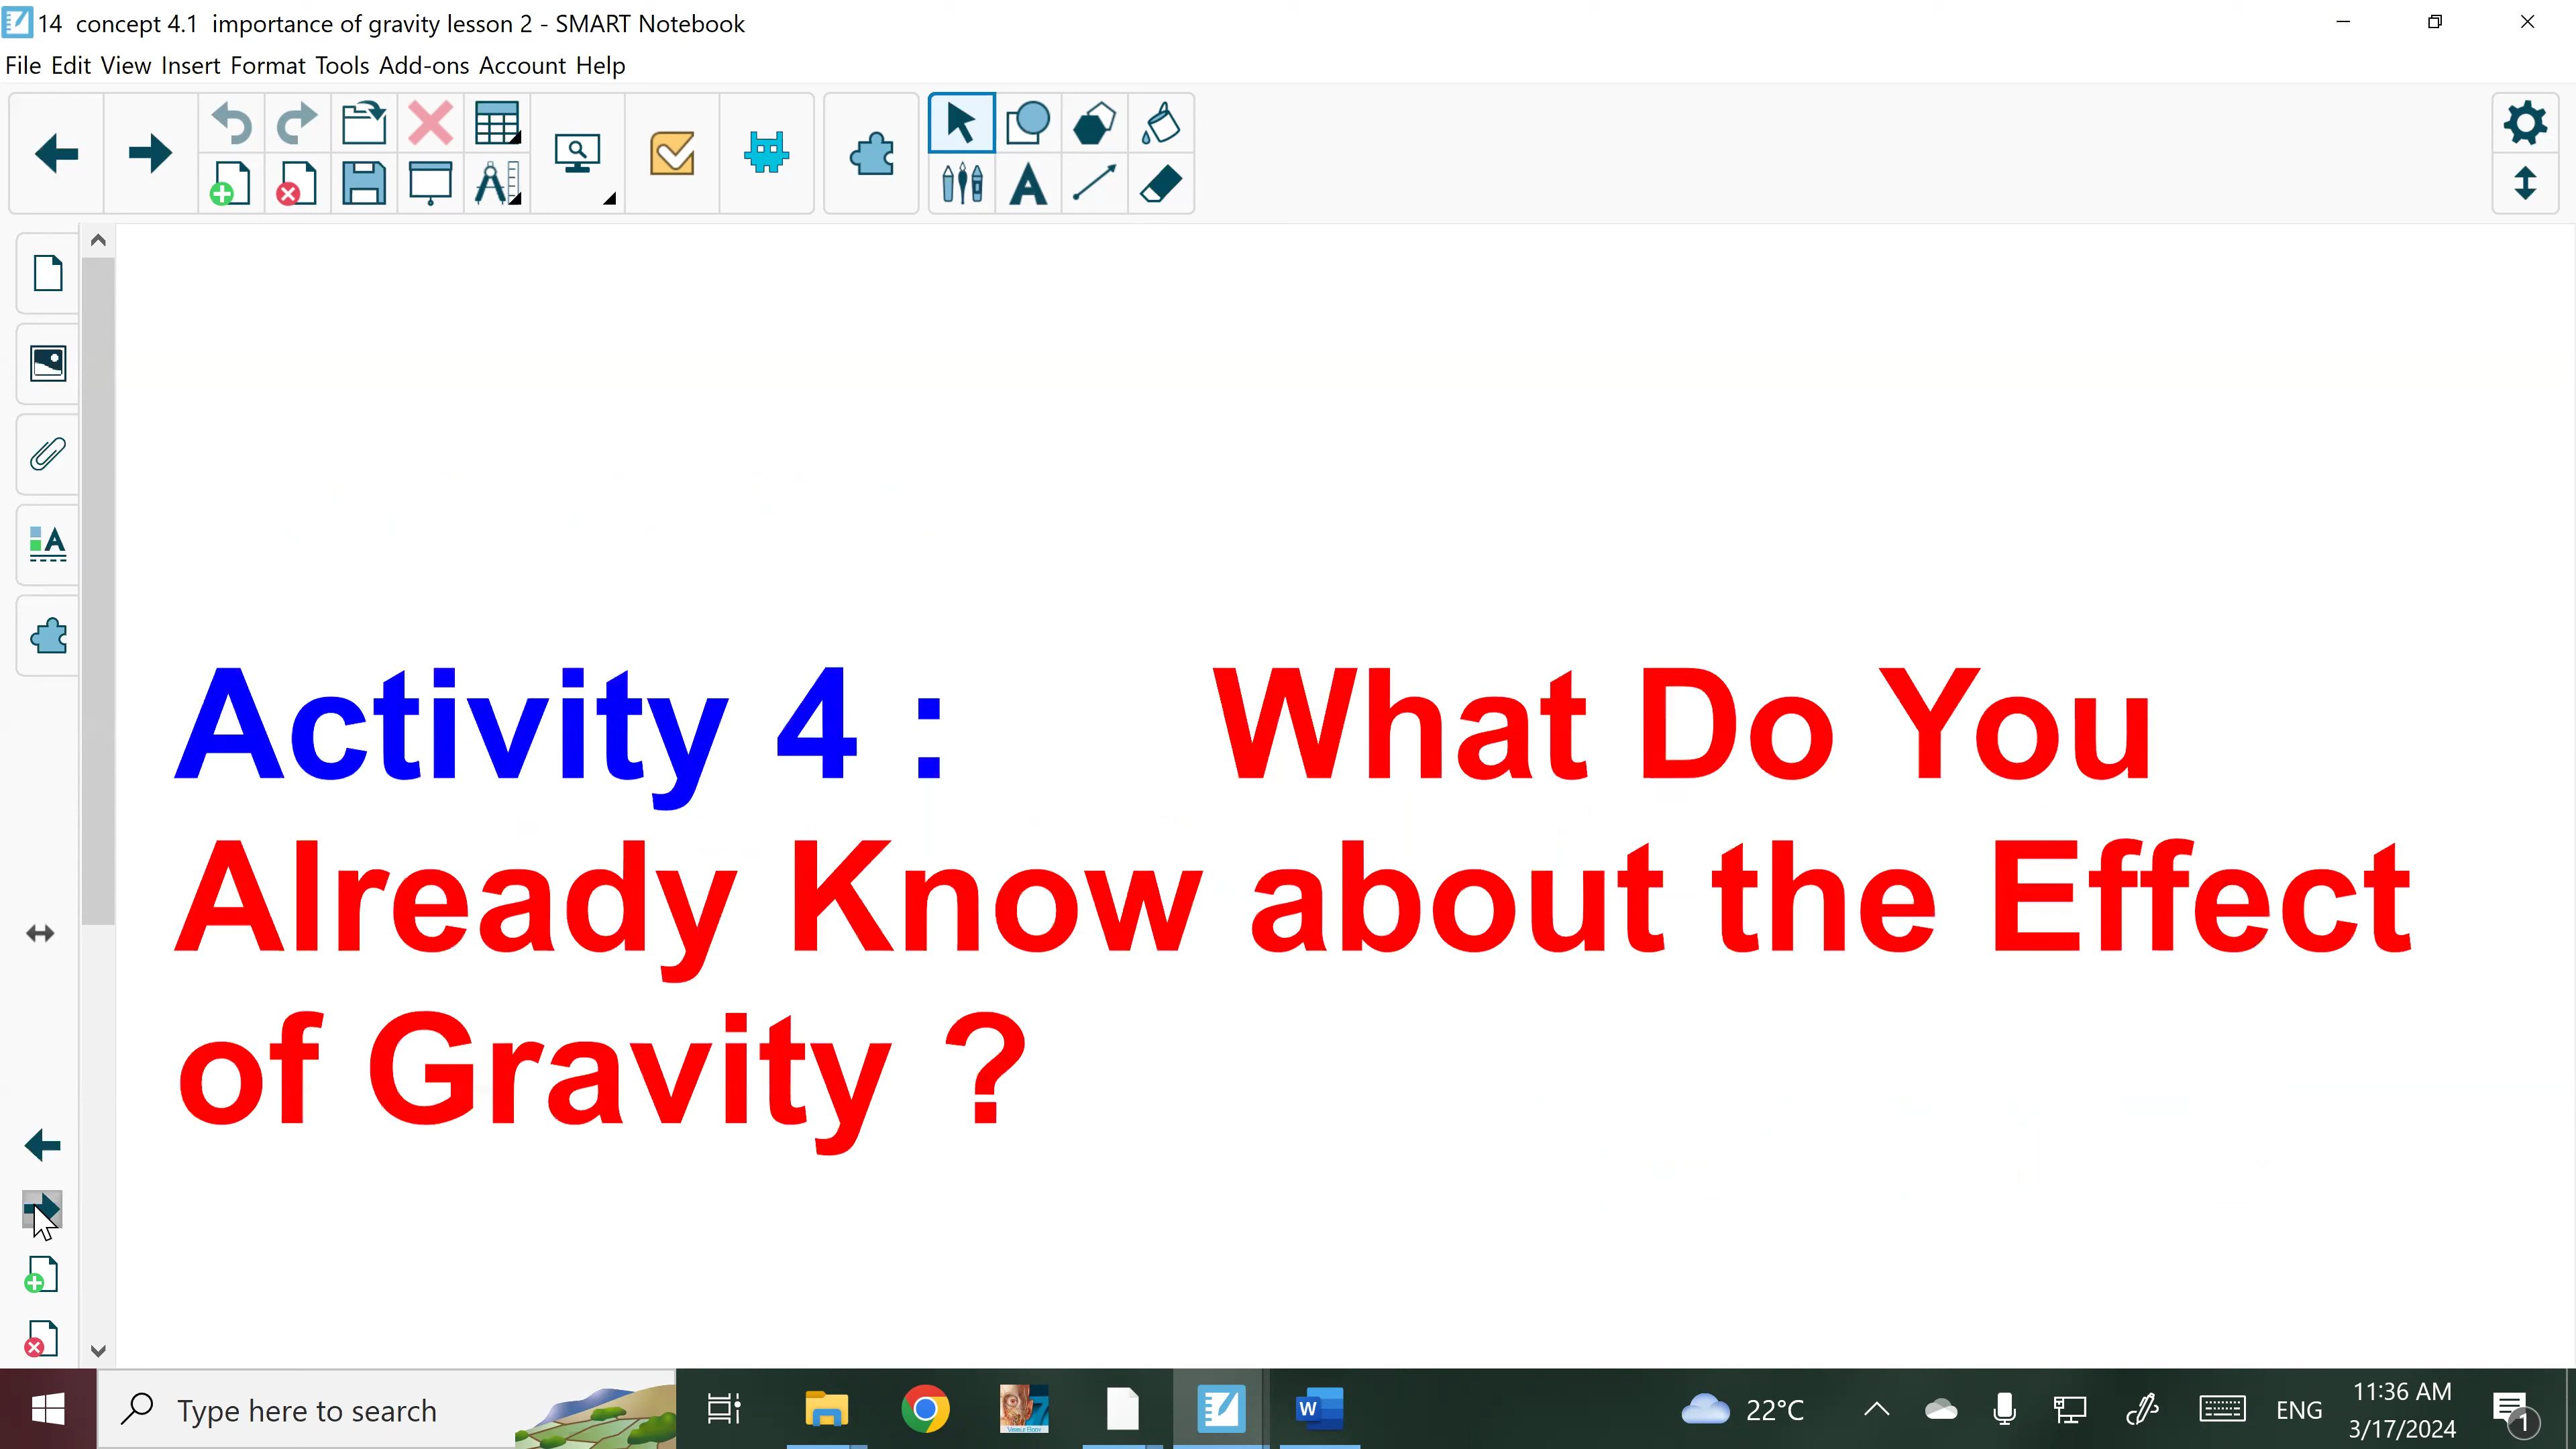 14 concept 4.1 importance of gravity lesson 2 - SMART Notebook
File Edit View Insert Format Tools Add-ons Account Help
Activity 4 : What Do You
Already Know about the Effect
of Gravity ?
Type here to search
22°C
ENG
11:36 AM
3/17/2024
1